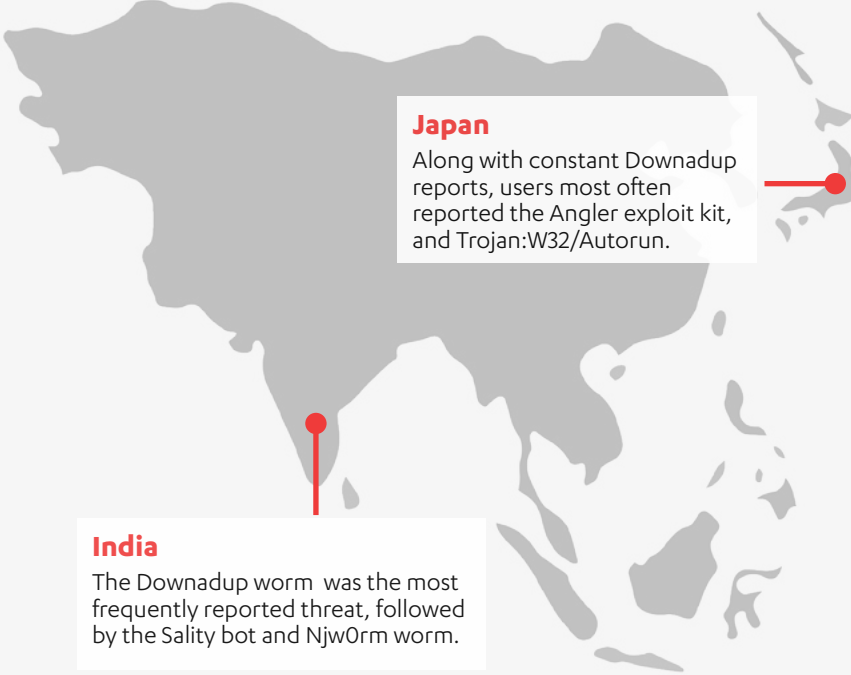 Japan
Along with constant Downadup
reports, users most often
reported the Angler exploit kit,
and Trojan:W32/Autorun.
India
The Downadup worm  was the most
frequently reported threat, followed
by the Sality bot and Njw0rm worm.